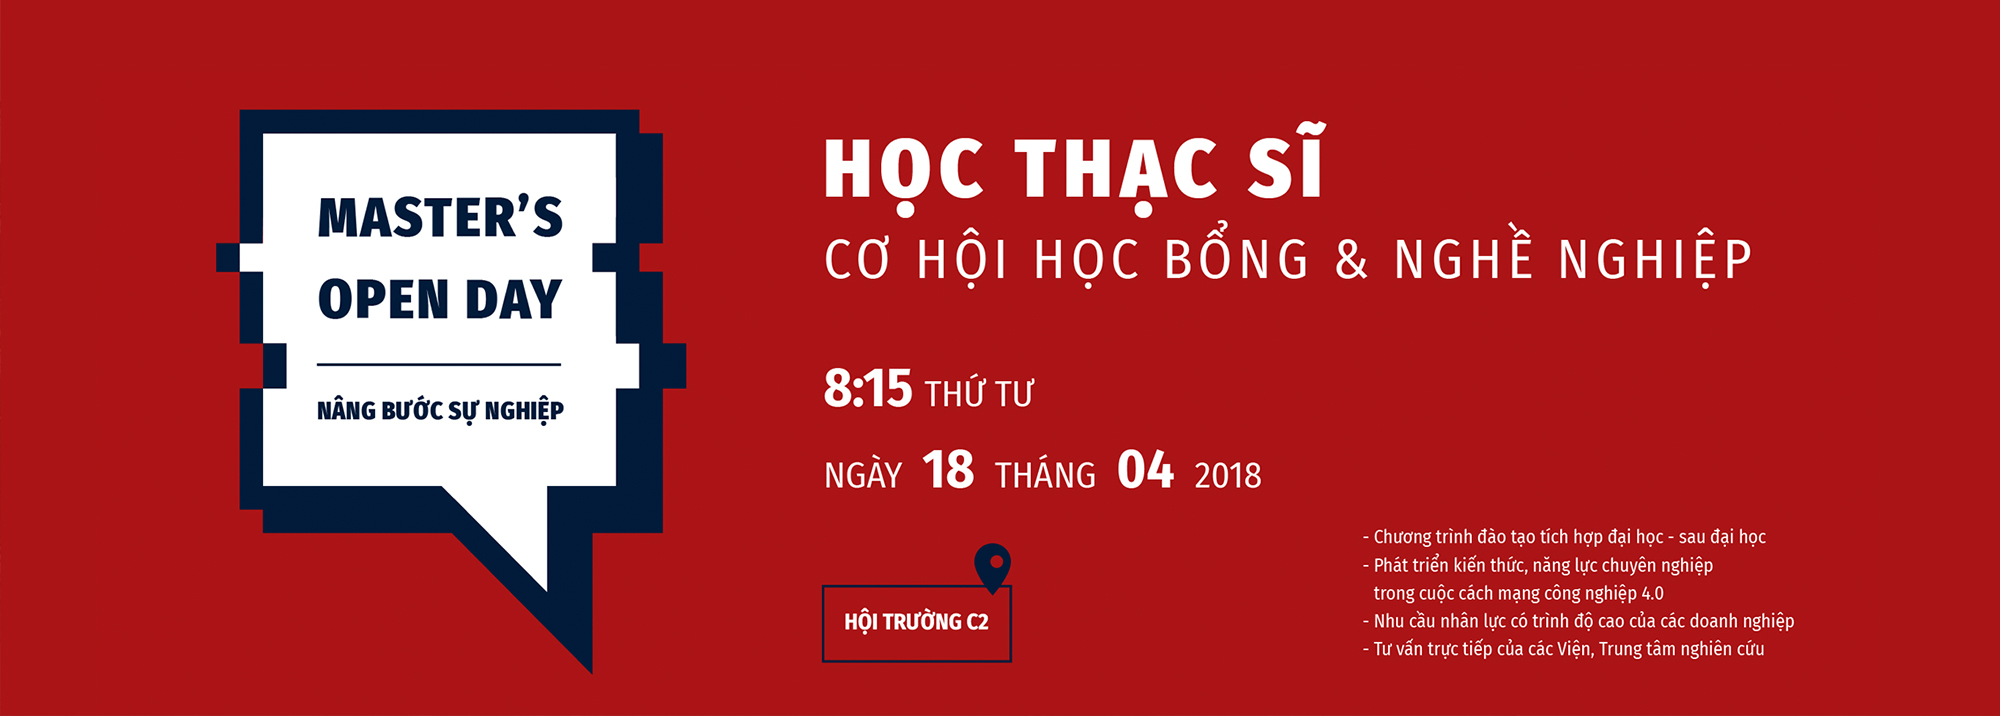 MASTER'S
OPEN DAY
NÂNG BƯỚC SỰ NGHIỆP
HỌC THẠC SĨ
CƠ HỘI HỌC BỔNG & NGHỀ NGHIỆP
8:15 THỨ TƯ
NGÀY 18 THÁNG 04 2018
HỘI TRƯỜNG C2
- Chương trình đào tạo tích hợp đại học - sau đại học
- Phát triển kiến thức, năng lực chuyên nghiệp
trong cuộc cách mạng công nghiệp 4.0
- Nhu cầu nhân lực có trình độ cao của các doanh nghiệp
- Tư vấn trực tiếp của các Viện, Trung tâm nghiên cứu